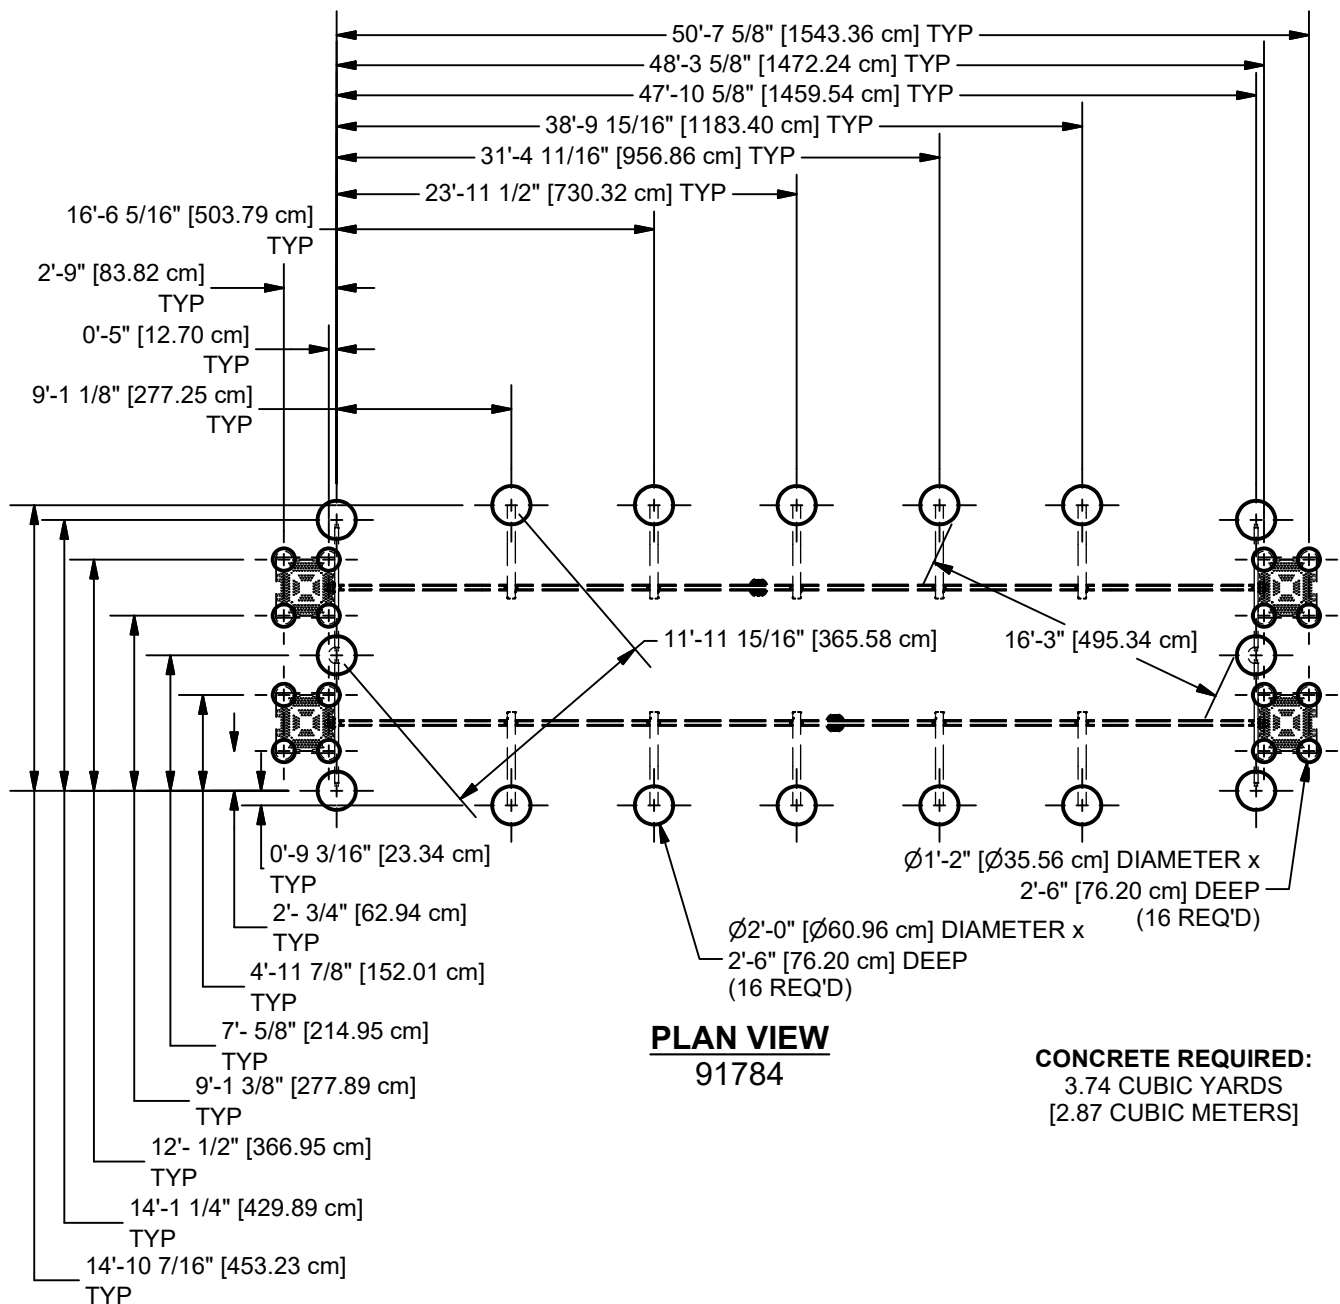 50'-7 5/8" [1543.36 cm] TYP
48'-3 5/8" [1472.24 cm] TYP
47'-10 5/8" [1459.54 cm] TYP
38'-9 15/16" [1183.40 cm] TYP
31'-4 11/16" [956.86 cm] TYP
23'-11 1/2" [730.32 cm] TYP
16'-6 5/16" [503.79 cm]
TYP
2'-9" [83.82 cm]
TYP
0'-5" [12.70 cm]
TYP
9'-1 1/8" [277.25 cm]
TYP
11'-11 15/16" [365.58 cm]
16'-3" [495.34 cm]
0'-9 3/16" [23.34 cm]
TYP
2'- 3/4" [62.94 cm]
TYP
4'-11 7/8" [152.01 cm]
TYP
7'- 5/8" [214.95 cm]
TYP
9'-1 3/8" [277.89 cm]
TYP
12'- 1/2" [366.95 cm]
TYP
14'-1 1/4" [429.89 cm]
TYP
14'-10 7/16" [453.23 cm]
TYP
Ø1'-2" [Ø35.56 cm] DIAMETER x
2'-6" [76.20 cm] DEEP
(16 REQ'D)
Ø2'-0" [Ø60.96 cm] DIAMETER x
2'-6" [76.20 cm] DEEP
(16 REQ'D)
PLAN VIEW
91784
CONCRETE REQUIRED:
3.74 CUBIC YARDS
[2.87 CUBIC METERS]